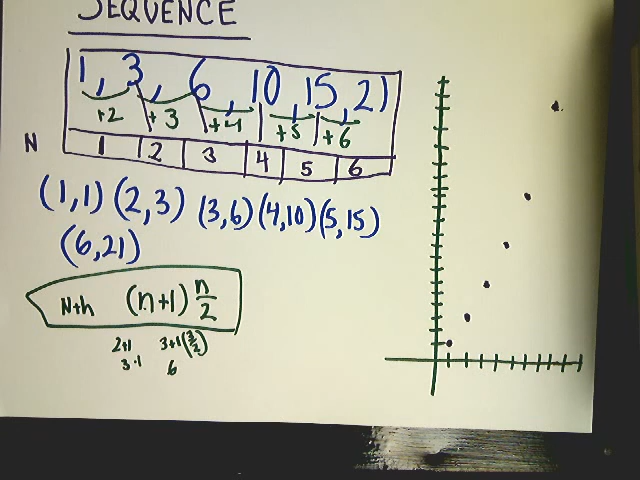 SEQUENCE
1, 3, 6, 10, 15, 21
+2 +3 +4 +5 +6
N 1 2 3 4 5 6
(1,1) (2,3) (3,6) (4,10) (5,15)
(6,21)
Nth (n+1) n/2
2+1 3+1(3/2)
3·1 6